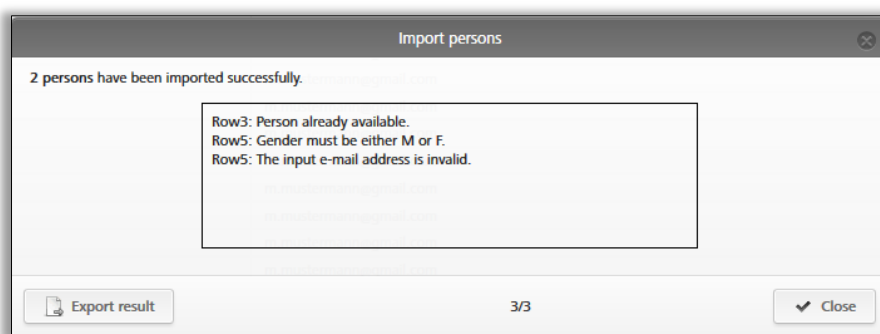 Import persons
2 persons have been imported successfully.
Row3: Person already available.
Row5: Gender must be either M or F.
Row5: The input e-mail address is invalid.
Export result
3/3
Close